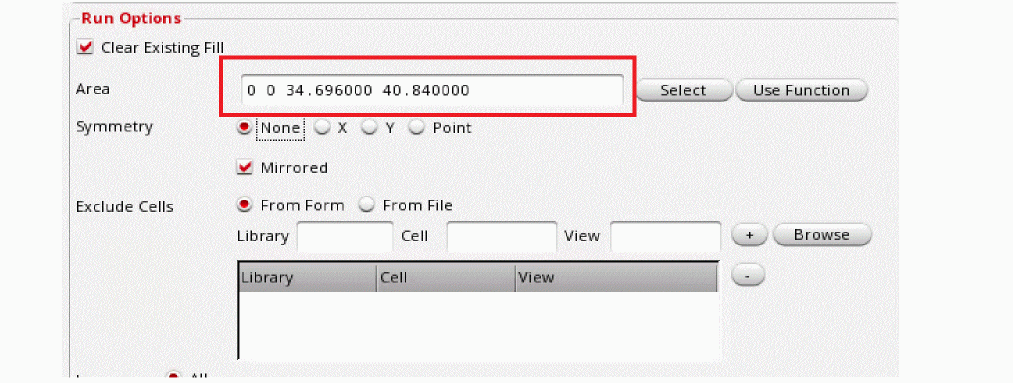 Run Options
Clear Existing Fill
Area 0 0 34.696000 40.840000 Select Use Function
Symmetry None X Y Point
Mirrored
Exclude Cells From Form From File
Library Cell View + Browse
Library Cell View -
All